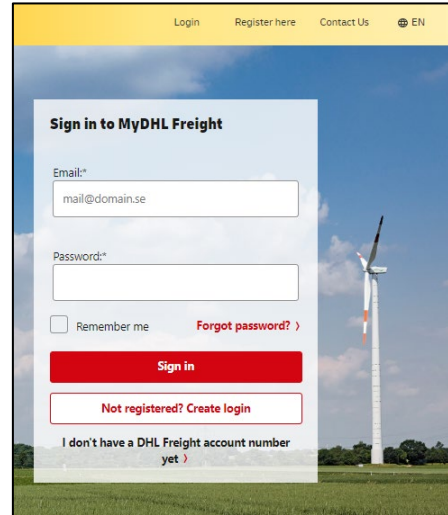 Login Register here Contact Us EN
Sign in to MyDHL Freight
Email:*
mail@domain.se
Password:*
Remember me Forgot password? ›
Sign in
Not registered? Create login
I don't have a DHL Freight account number
yet ›